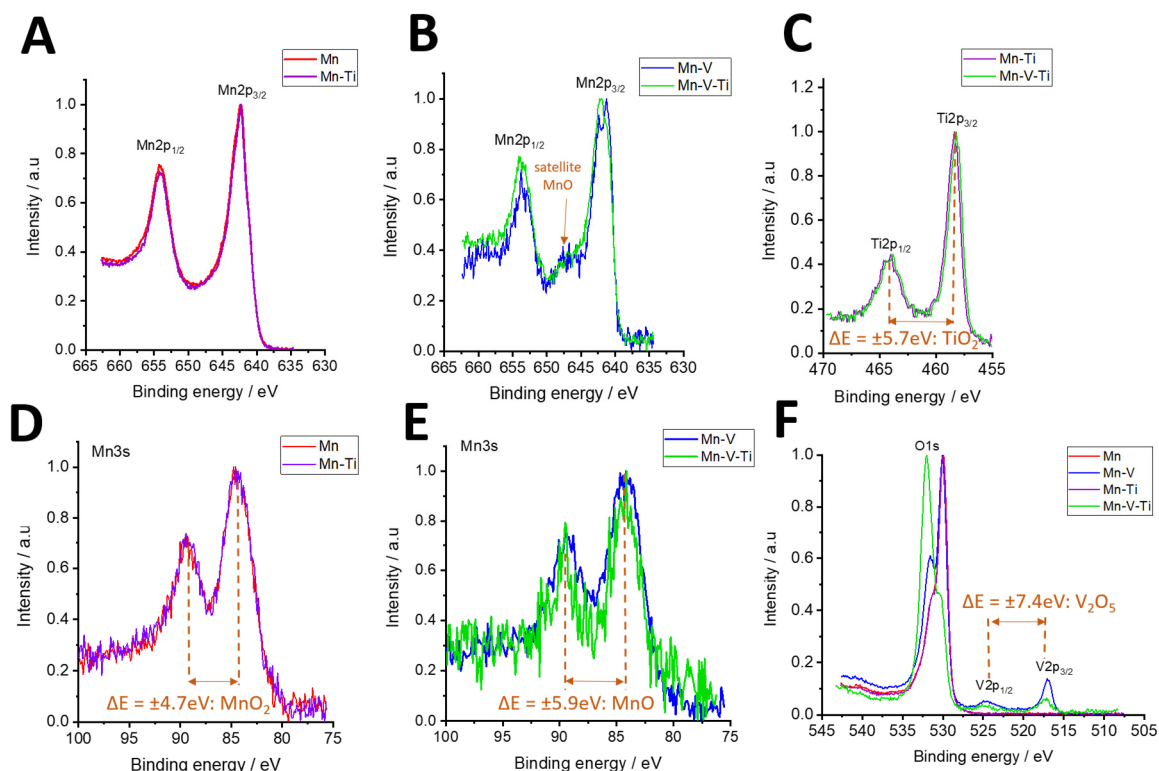 A
Mn
Mn-Ti
Mn2p3/2
Mn2p1/2
Intensity / a.u
1.0
0.8
0.6
0.4
0.2
0.0
665 660 655 650 645 640 635 630
Binding energy / eV
B
Mn-V
Mn-V-Ti
Mn2p3/2
Mn2p1/2
satellite
MnO
Intensity / a.u
1.0
0.8
0.6
0.4
0.2
0.0
665 660 655 650 645 640 635 630
Binding energy / eV
C
Mn-Ti
Mn-V-Ti
Ti2p3/2
Ti2p1/2
ΔE = ±5.7eV: TiO2
Intensity / a.u
1.0
0.8
0.6
0.4
0.2
1.0
470 465 460 458 455
Binding energy / eV
D
Mn3s
Mn
Mn-Ti
ΔE = ±4.7eV: MnO2
Intensity / a.u
1.0
0.8
0.6
0.4
0.2
0.0
100 95 90 85 80 75
Binding energy / eV
E
Mn3s
Mn-V
Mn-V-Ti
ΔE = ±5.9eV: MnO
Intensity / a.u
1.0
0.8
0.6
0.4
0.2
0.0
100 95 90 85 80 75
Binding energy / eV
F
O1s
Mn
Mn-V
Mn-Ti
Mn-V-Ti
ΔE = ±7.4eV: V2O5
V2p1/2
V2p3/2
Intensity / a.u
1.0
0.8
0.6
0.4
0.2
0.0
545 535 530 525 515 510 505
Binding energy / eV